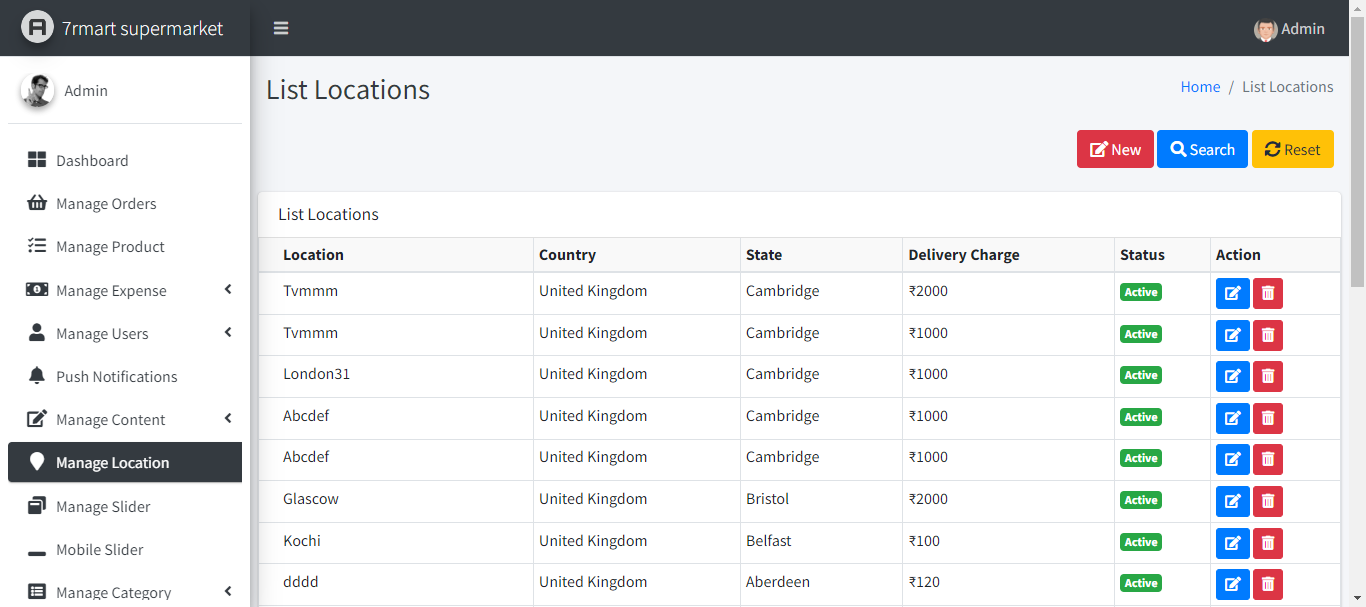 7rmart supermarket
Admin
Admin
Dashboard
Manage Orders
Manage Product
Manage Expense
Manage Users
Push Notifications
Manage Content
Manage Location
Manage Slider
Mobile Slider
Manage Category
List Locations
Home / List Locations
New Search Reset
List Locations
Location Country State Delivery Charge Status Action
Tvmmm United Kingdom Cambridge ₹2000 Active
Tvmmm United Kingdom Cambridge ₹1000 Active
London31 United Kingdom Cambridge ₹1000 Active
Abcdef United Kingdom Cambridge ₹1000 Active
Abcdef United Kingdom Cambridge ₹1000 Active
Glascow United Kingdom Bristol ₹2000 Active
Kochi United Kingdom Belfast ₹100 Active
dddd United Kingdom Aberdeen ₹120 Active